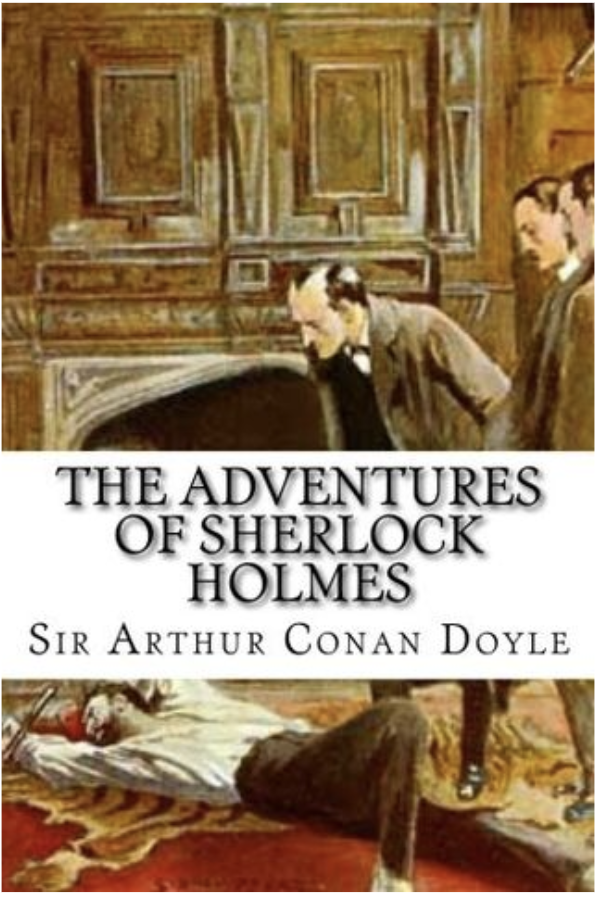 THE ADVENTURES
OF SHERLOCK
HOLMES
SIR ARTHUR CONAN DOYLE